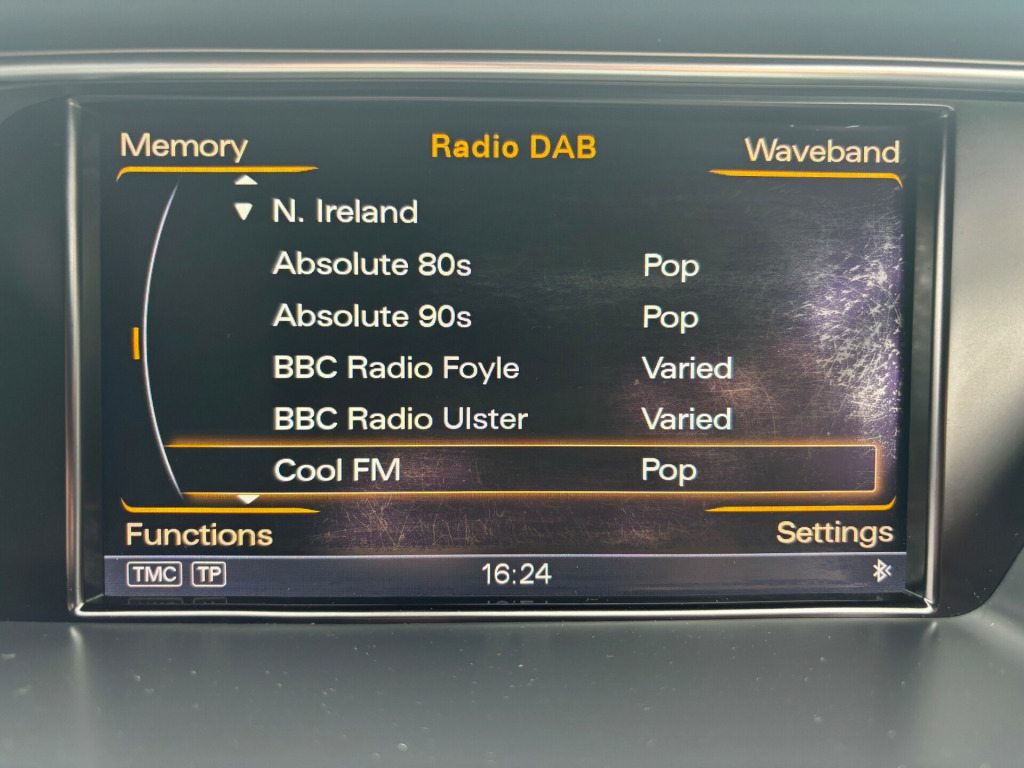 Memory Radio DAB Waveband
N. Ireland
Absolute 80s Pop
Absolute 90s Pop
BBC Radio Foyle Varied
BBC Radio Ulster Varied
Cool FM Pop
Functions Settings
TMC TP 16:24